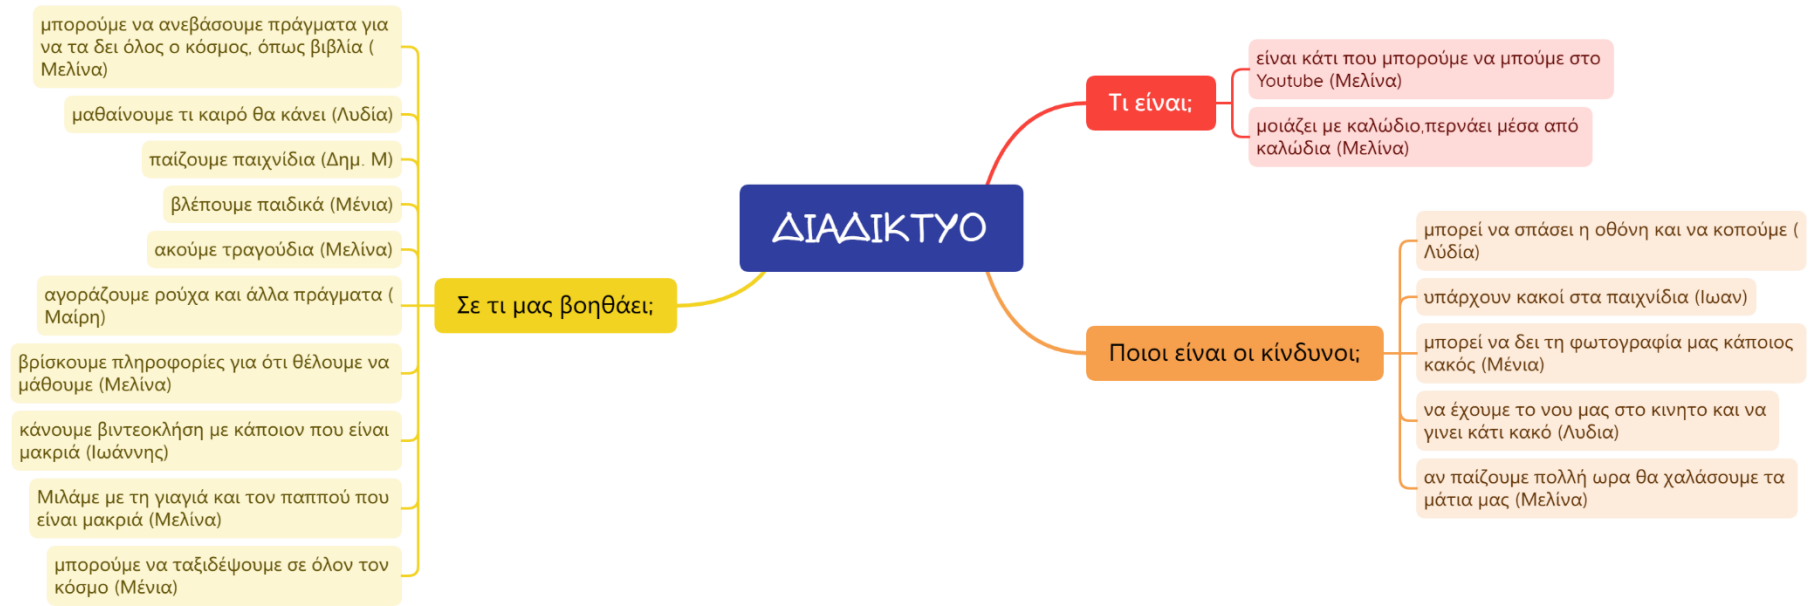 ΔΙΑΔΙΚΤΥΟ
Τι είναι;
είναι κάτι που μπορούμε να μπούμε στο
Youtube (Μελίνα)
μοιάζει με καλώδιο,περνάει μέσα από
καλώδια (Μελίνα)
Ποιοι είναι οι κίνδυνοι;
μπορεί να σπάσει η οθόνη και να κοπούμε (
Λύδία)
υπάρχουν κακοί στα παιχνίδια (Ιωαν)
μπορεί να δει τη φωτογραφία μας κάποιος
κακός (Μένια)
να έχουμε το νου μας στο κινητο και να
γινει κάτι κακό (Λυδια)
αν παίζουμε πολλή ωρα θα χαλάσουμε τα
μάτια μας (Μελίνα)
Σε τι μας βοηθάει;
μπορούμε να ανεβάσουμε πράγματα για
να τα δει όλος ο κόσμος, όπως βιβλία (
Μελίνα)
μαθαίνουμε τι καιρό θα κάνει (Λυδία)
παίζουμε παιχνίδια (Δημ. Μ)
βλέπουμε παιδικά (Μένια)
ακούμε τραγούδια (Μελίνα)
αγοράζουμε ρούχα και άλλα πράγματα (
Μαίρη)
βρίσκουμε πληροφορίες για ότι θέλουμε να
μάθουμε (Μελίνα)
κάνουμε βιντεοκλήση με κάποιον που είναι
μακριά (Ιωάννης)
Μιλάμε με τη γιαγιά και τον παππού που
είναι μακριά (Μελίνα)
μπορούμε να ταξιδέψουμε σε όλον τον
κόσμο (Μένια)